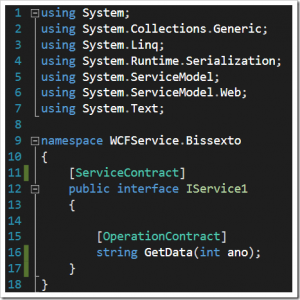 1 using System;
2 using System.Collections.Generic;
3 using System.Linq;
4 using System.Runtime.Serialization;
5 using System.ServiceModel;
6 using System.ServiceModel.Web;
7 using System.Text;
8
9 namespace WCFService.Bissexto
10 {
11 [ServiceContract]
12 public interface IService1
13 {
14
15 [OperationContract]
16 string GetData(int ano);
17 }
18 }